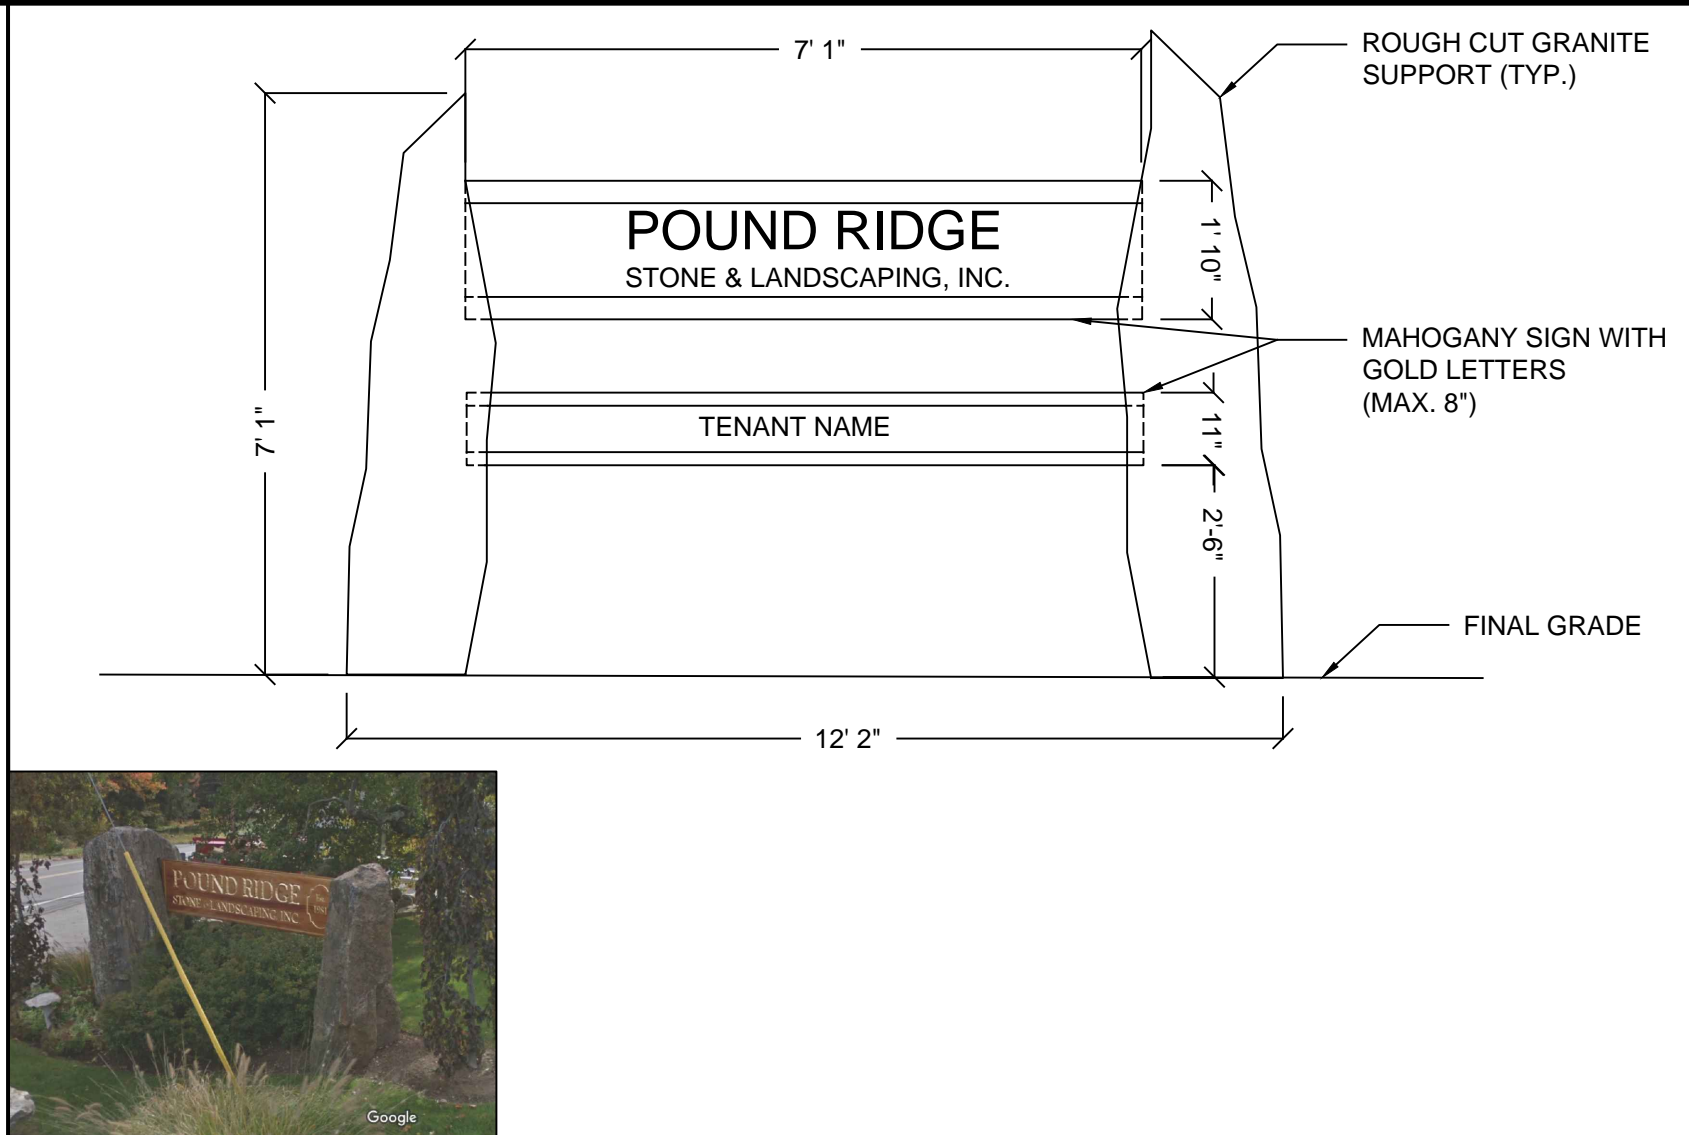 7' 1"
ROUGH CUT GRANITE
SUPPORT (TYP.)
POUND RIDGE
STONE & LANDSCAPING, INC.
1' 10"
MAHOGANY SIGN WITH
GOLD LETTERS
(MAX. 8")
7' 1"
TENANT NAME
11"
2'-6"
FINAL GRADE
12' 2"
POUND RIDGE
STONE & LANDSCAPING INC
Google